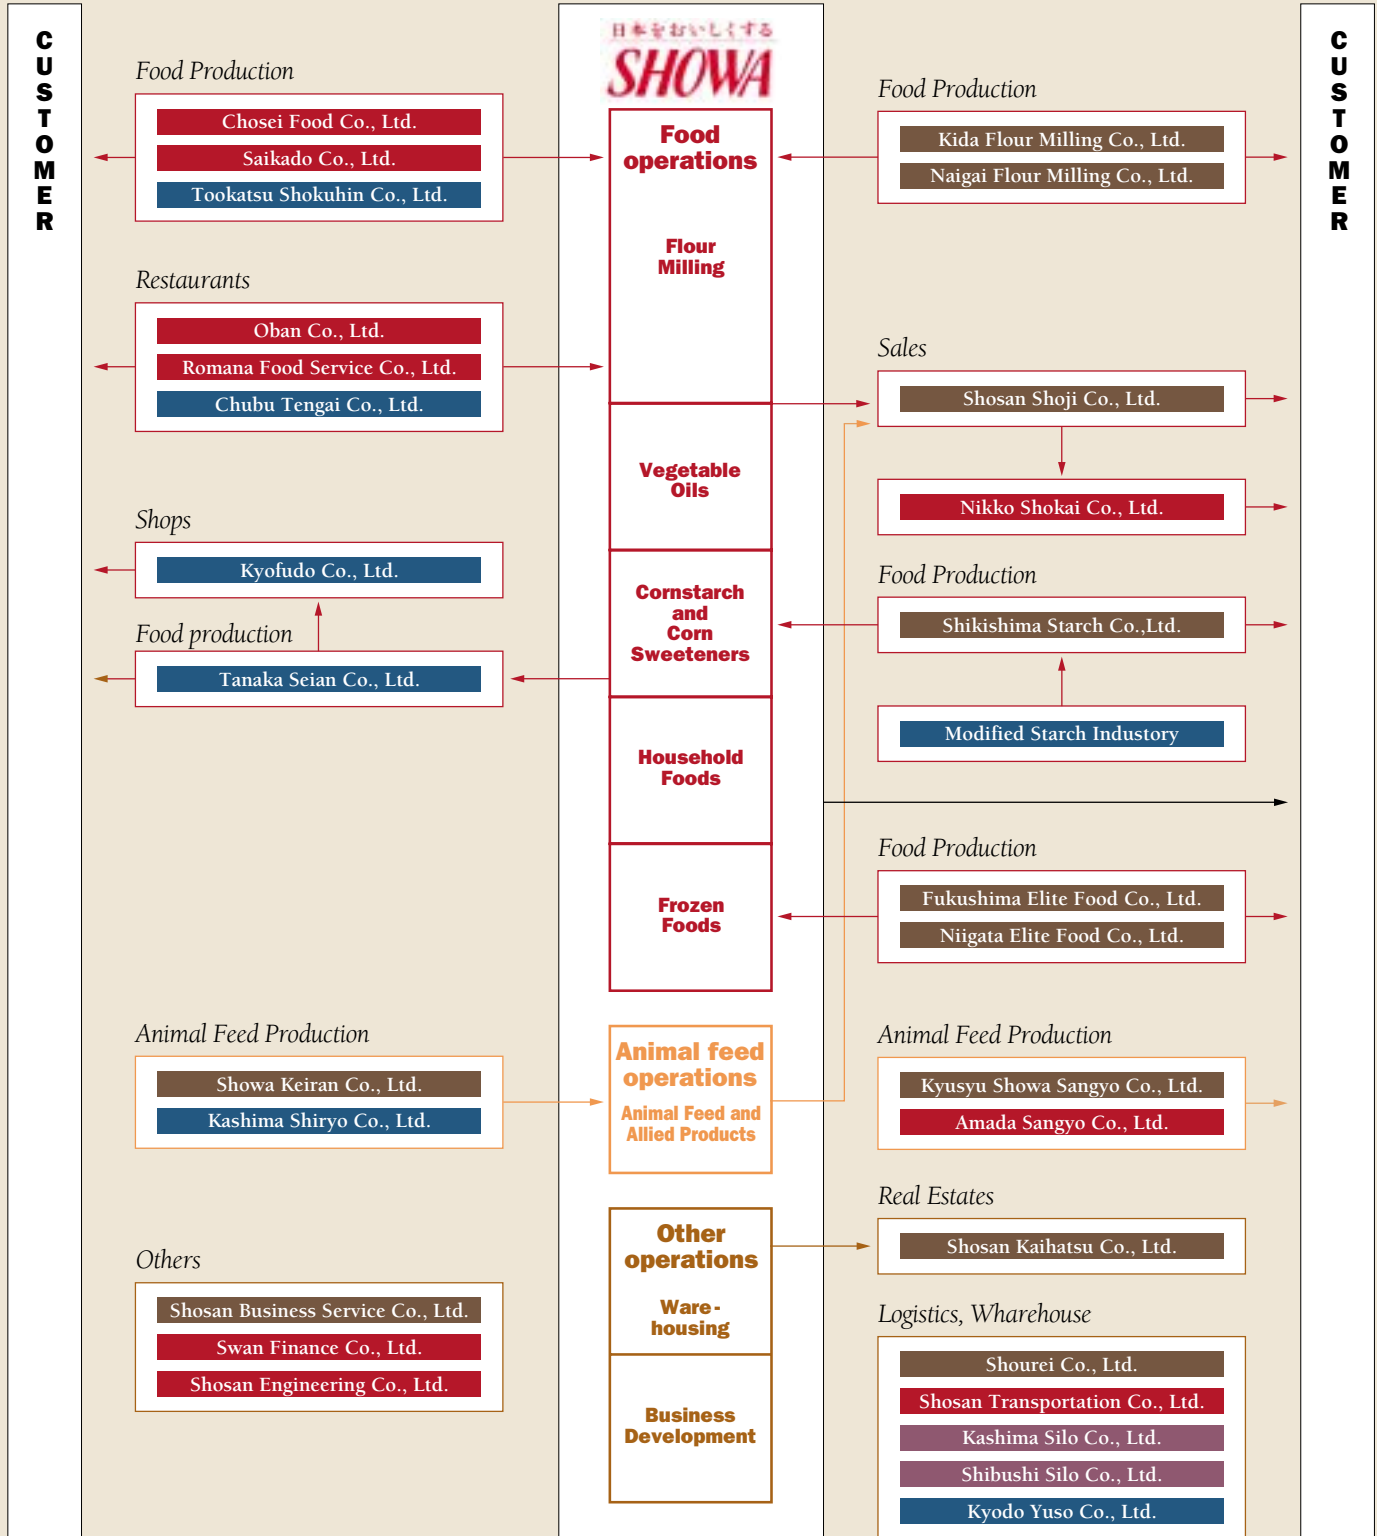 CUSTOMER
Food Production
Chosei Food Co., Ltd.
Saikado Co., Ltd.
Tookatsu Shokuhin Co., Ltd.
Restaurants
Oban Co., Ltd.
Romana Food Service Co., Ltd.
Chubu Tengai Co., Ltd.
Shops
Kyofudo Co., Ltd.
Food production
Tanaka Seian Co., Ltd.
Animal Feed Production
Showa Keiran Co., Ltd.
Kashima Shiryo Co., Ltd.
Others
Shosan Business Service Co., Ltd.
Swan Finance Co., Ltd.
Shosan Engineering Co., Ltd.
日本をおいしくする
SHOWA
Food
operations
Flour
Milling
Vegetable
Oils
Cornstarch
and
Corn
Sweeteners
Household
Foods
Frozen
Foods
Animal feed
operations
Animal Feed and
Allied Products
Other
operations
Ware-
housing
Business
Development
Food Production
Kida Flour Milling Co., Ltd.
Naigai Flour Milling Co., Ltd.
Sales
Shosan Shoji Co., Ltd.
Nikko Shokai Co., Ltd.
Food Production
Shikishima Starch Co.,Ltd.
Modified Starch Industory
Food Production
Fukushima Elite Food Co., Ltd.
Niigata Elite Food Co., Ltd.
Animal Feed Production
Kyusyu Showa Sangyo Co., Ltd.
Amada Sangyo Co., Ltd.
Real Estates
Shosan Kaihatsu Co., Ltd.
Logistics, Wharehouse
Shourei Co., Ltd.
Shosan Transportation Co., Ltd.
Kashima Silo Co., Ltd.
Shibushi Silo Co., Ltd.
Kyodo Yuso Co., Ltd.
CUSTOMER